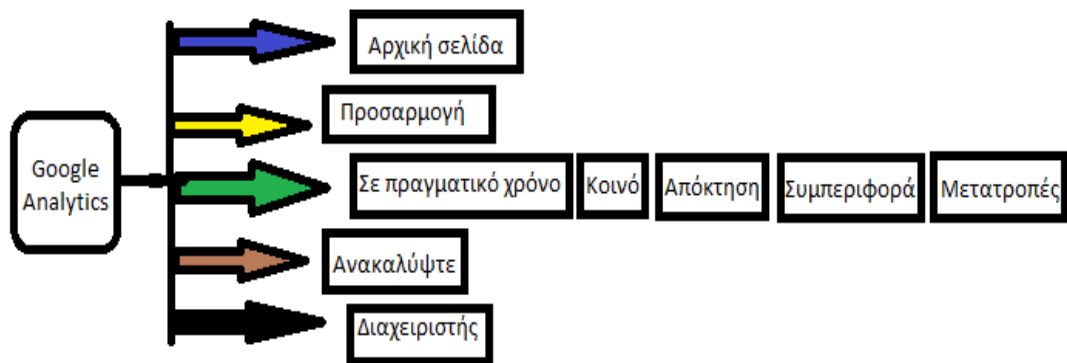 Αρχική σελίδα
Προσαρμογή
Google
Analytics
Σε πραγματικό χρόνο Κοινό Απόκτηση Συμπεριφορά Μετατροπές
Ανακαλύψτε
Διαχειριστής